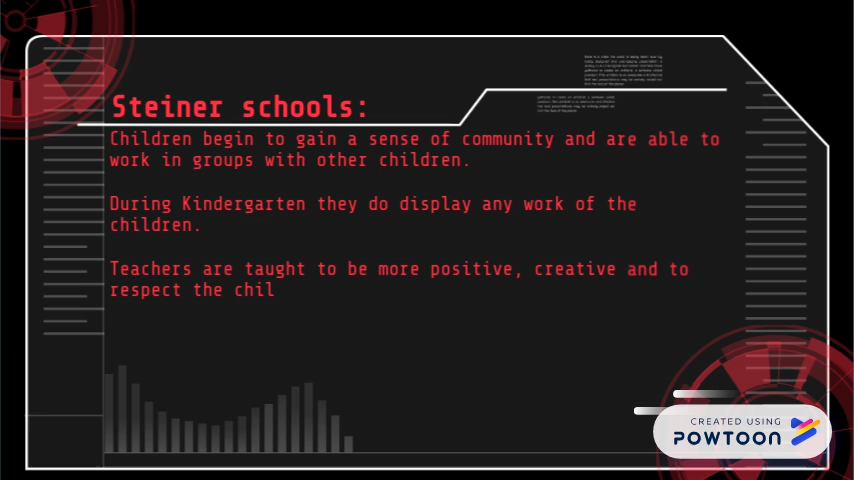 Steiner schools:
Children begin to gain a sense of community and are able to
work in groups with other children.
During Kindergarten they do display any work of the
children.
Teachers are taught to be more positive, creative and to
respect the chil
CREATED USING
POWTOON